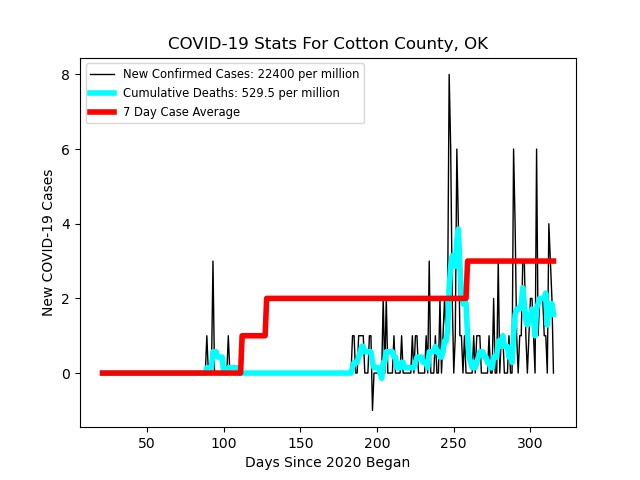 COVID-19 Stats For Cotton County, OK
New Confirmed Cases: 22400 per million
Cumulative Deaths: 529.5 per million
7 Day Case Average
New COVID-19 Cases
8
6
4
2
0
50 100 150 200 250 300
Days Since 2020 Began